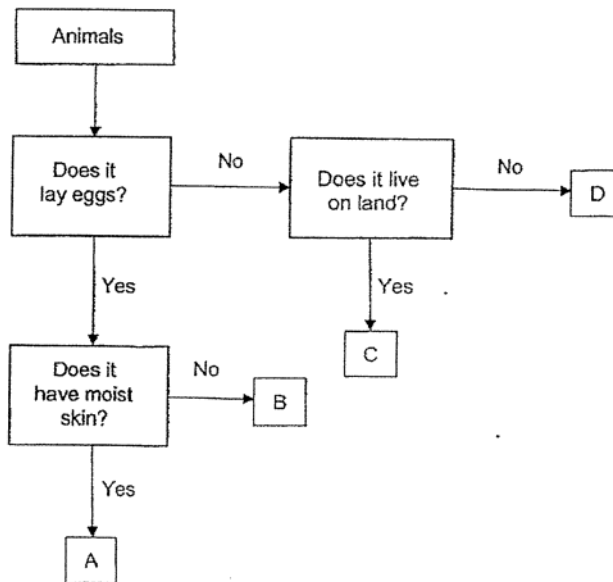 Animals
Does it
lay eggs?
No
Does it live
on land?
No
D
Yes
Yes
C
Does it
have moist
skin?
No
B
Yes
A